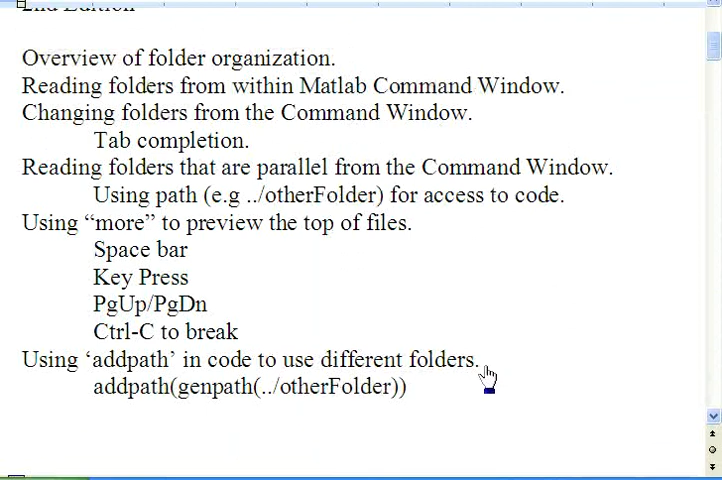 2nd Edition
Overview of folder organization.
Reading folders from within Matlab Command Window.
Changing folders from the Command Window.
Tab completion.
Reading folders that are parallel from the Command Window.
Using path (e.g ../otherFolder) for access to code.
Using “more” to preview the top of files.
Space bar
Key Press
PgUp/PgDn
Ctrl-C to break
Using ‘addpath’ in code to use different folders.
addpath(genpath(../otherFolder))